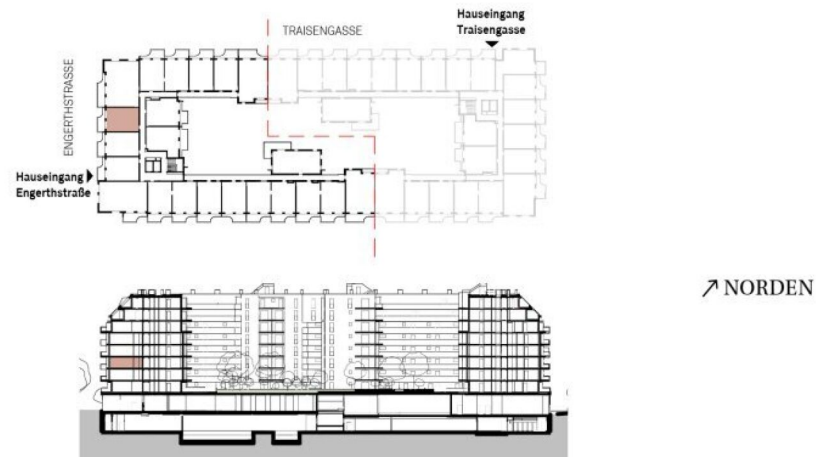 Hauseingang
Traisengasse
TRAISENGASSE
ENGERTHSTRASSE
Hauseingang
Engerthstraße
↗ NORDEN